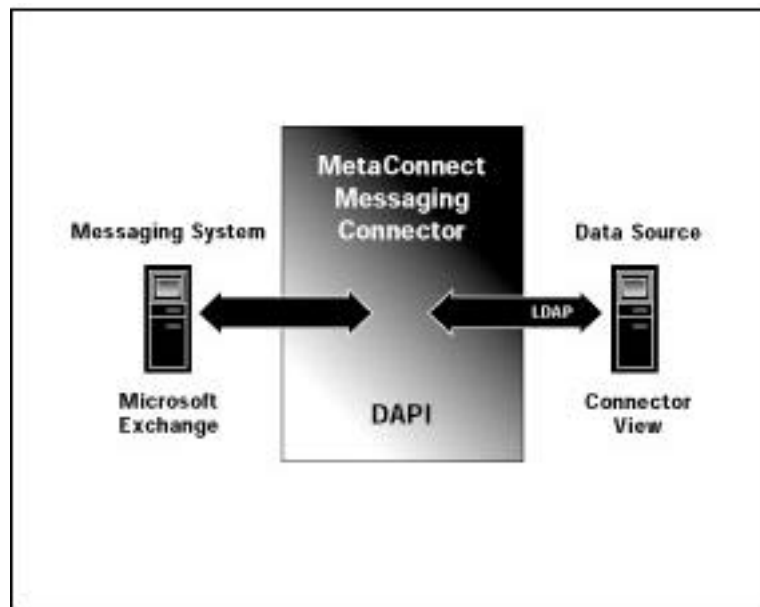 MetaConnect
Messaging
Connector
Messaging System
Data Source
LDAP
Microsoft
Exchange
DAPI
Connector
View